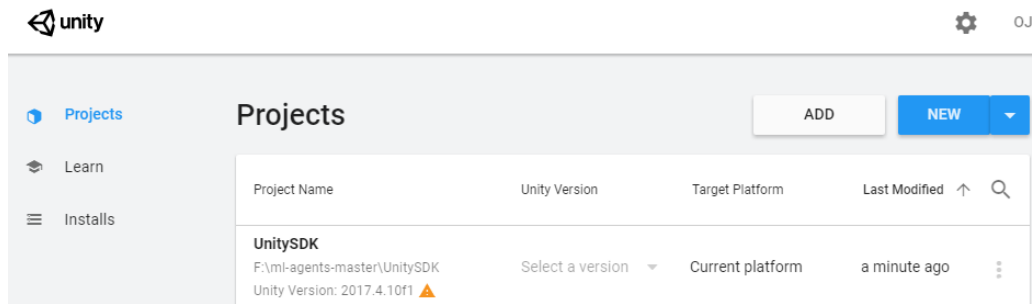 unity
OJ
Projects
Learn
Installs
Projects
ADD
NEW
Project Name
Unity Version
Target Platform
Last Modified
UnitySDK
F:\ml-agents-master\UnitySDK
Unity Version: 2017.4.10f1
Select a version
Current platform
a minute ago